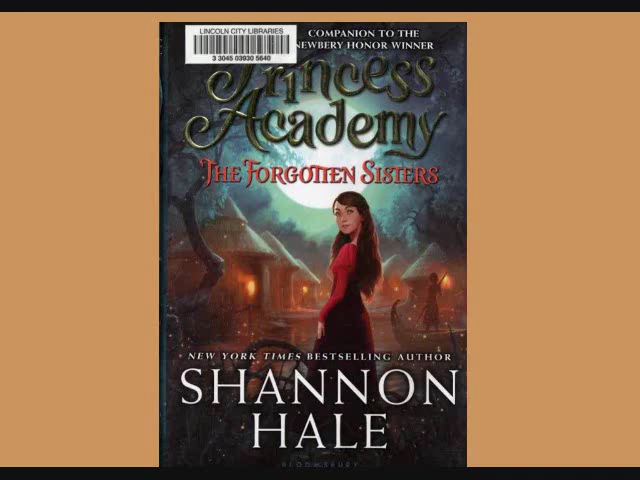 LINCOLN CITY LIBRARIES
3 3045 03930 5640
COMPANION TO THE
NEWBERY HONOR WINNER
Princess
Academy
THE FORGOTTEN SISTERS
NEW YORK TIMES BESTSELLING AUTHOR
SHANNON
HALE
BLOOMSBURY